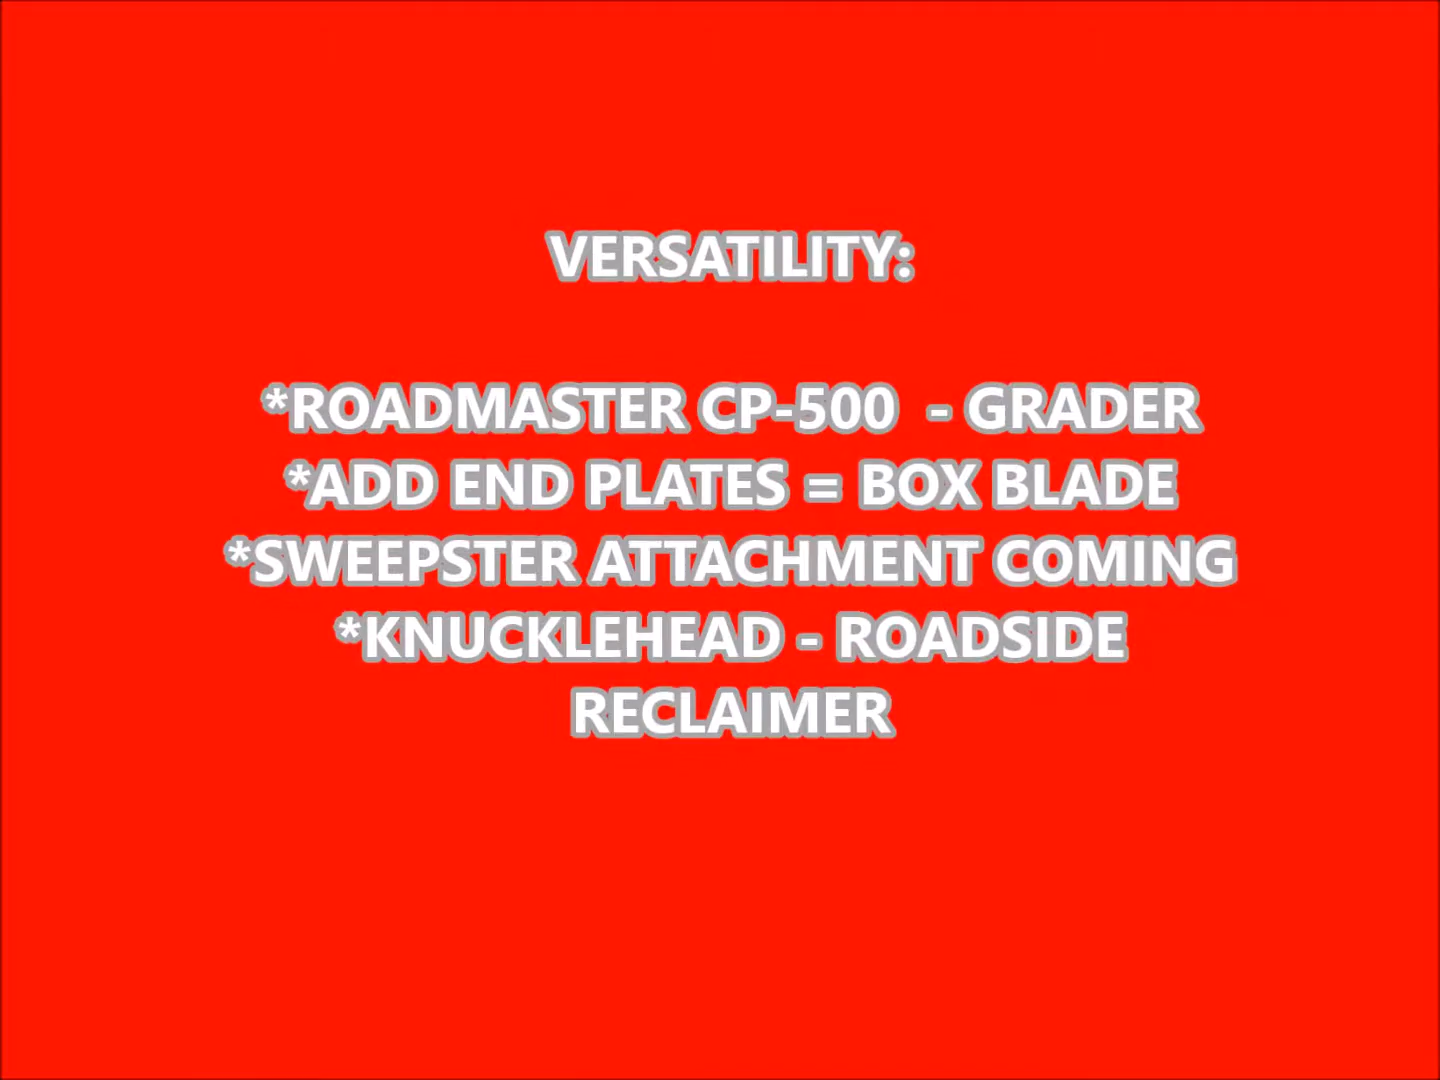 VERSATILITY:
*ROADMASTER CP-500  - GRADER
*ADD END PLATES = BOX BLADE
*SWEEPSTER ATTACHMENT COMING
*KNUCKLEHEAD - ROADSIDE
RECLAIMER